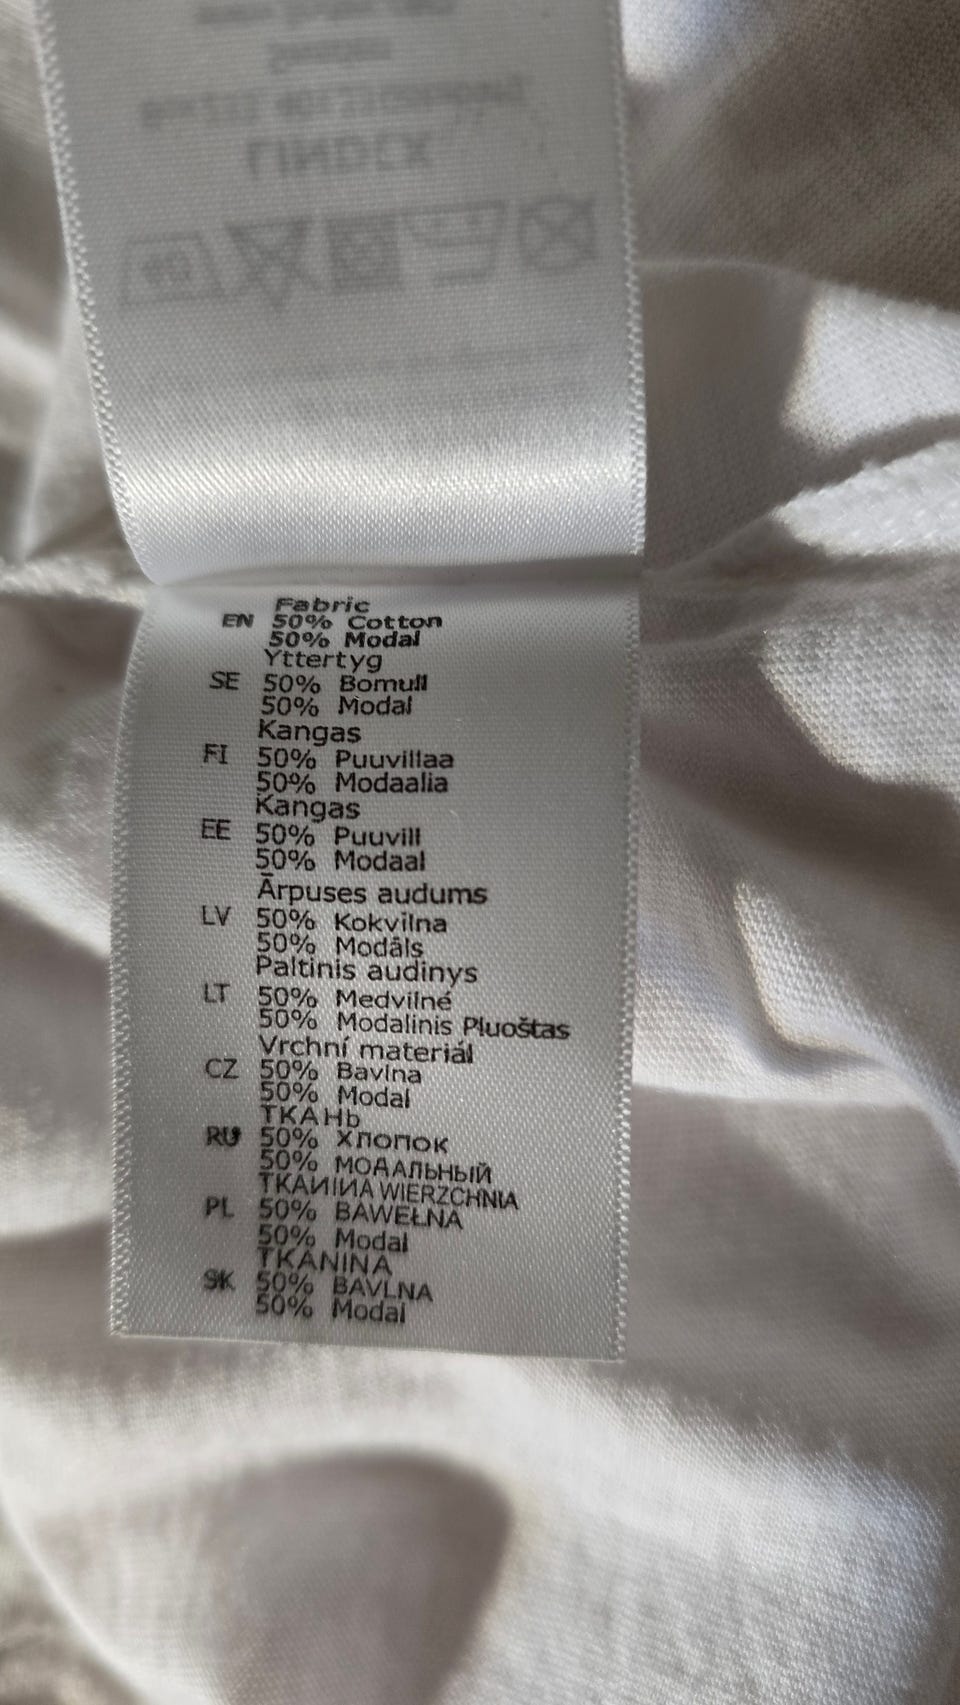 LINDEX
Fabric
EN 50% Cotton
50% Modal
Yttertyg
SE 50% Bomull
50% Modal
Kangas
FI 50% Puuvillaa
50% Modaalia
Kangas
EE 50% Puuvill
50% Modaal
Ārpuses audums
LV 50% Kokvilna
50% Modāls
Paltinis audinys
LT 50% Medvilné
50% Modalinis Pluoštas
Vrchní materiál
CZ 50% Bavlna
50% Modal
ТКАНЬ
RU 50% ХЛОПОК
50% МОДАЛЬНЫЙ
TKANINA WIERZCHNIA
PL 50% BAWEŁNA
50% Modal
TKANINA
SK 50% BAVLNA
50% Modal